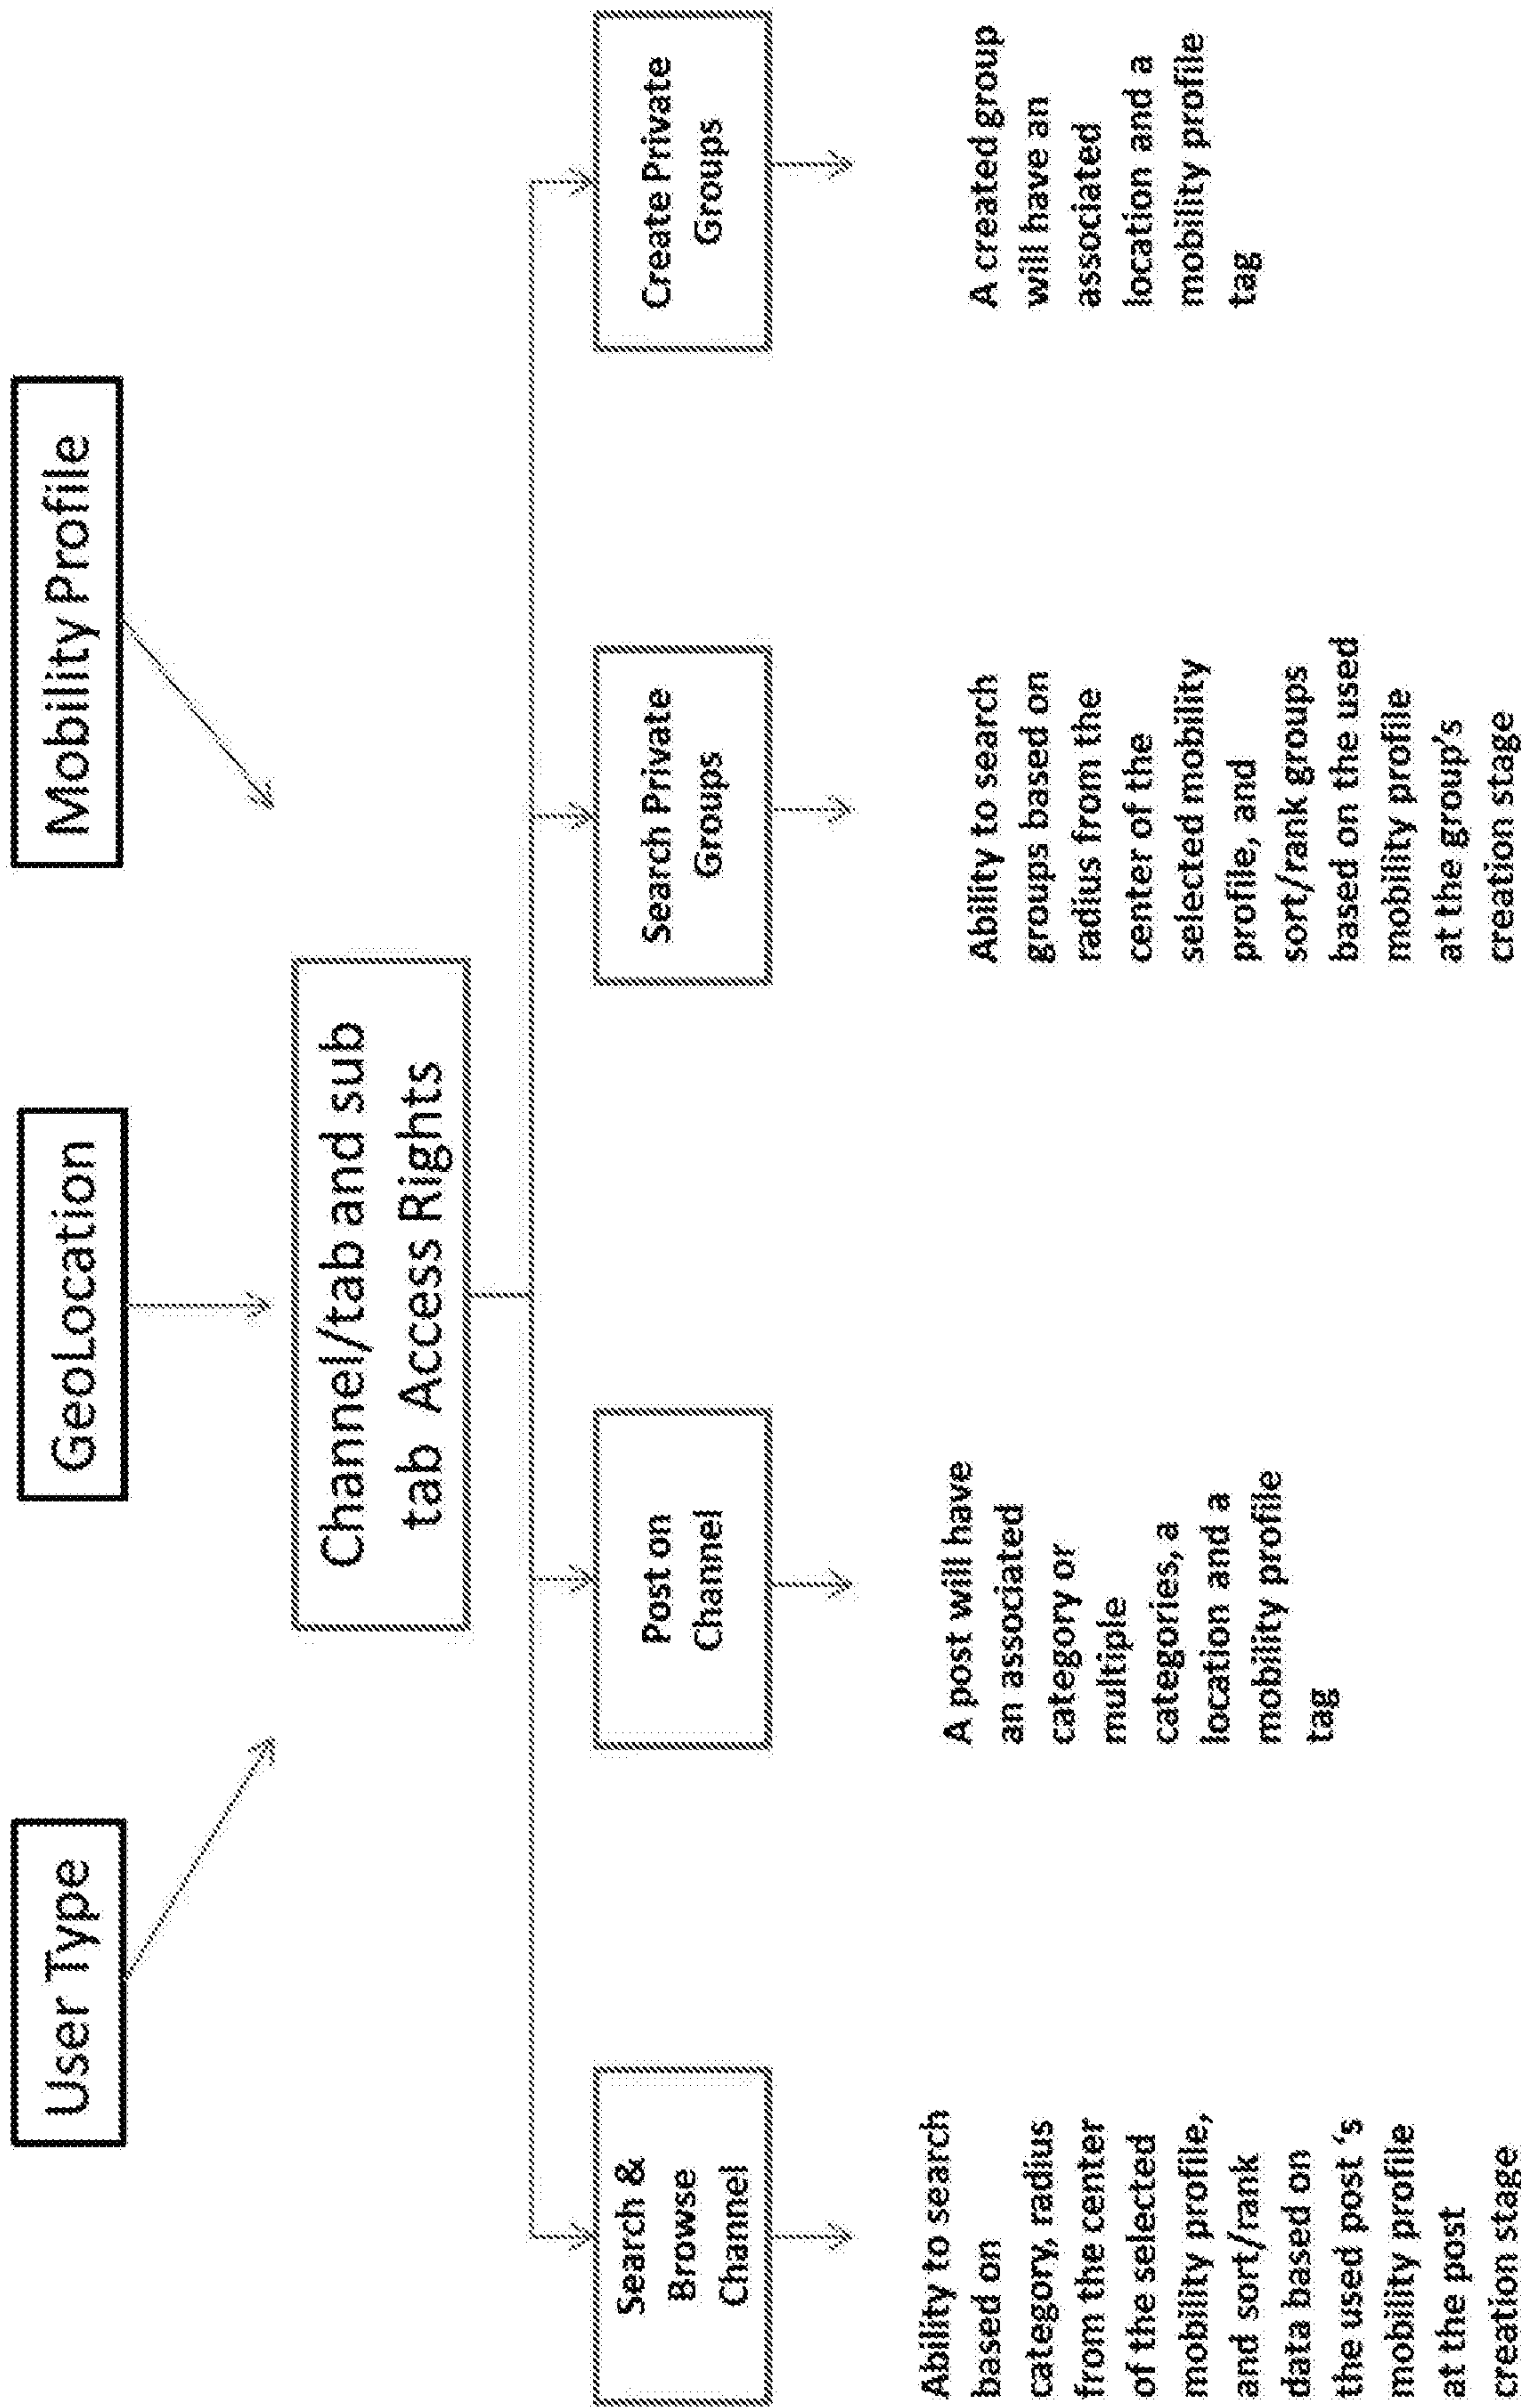 User Type
GeoLocation
Mobility Profile
Channel/tab and sub
tab Access Rights
Search &
Browse
Channel
Post on
Channel
Search Private
Groups
Create Private
Groups
Ability to search
based on
category, radius
from the center
of the selected
mobility profile,
and sort/rank
data based on
the used post 's
mobility profile
at the post
creation stage
A post will have
an associated
category or
multiple
categories, a
location and a
mobility profile
tag
Ability to search
groups based on
radius from the
center of the
selected mobility
profile, and
sort/rank groups
based on the used
mobility profile
at the group's
creation stage
A created group
will have an
associated
location and a
mobility profile
tag